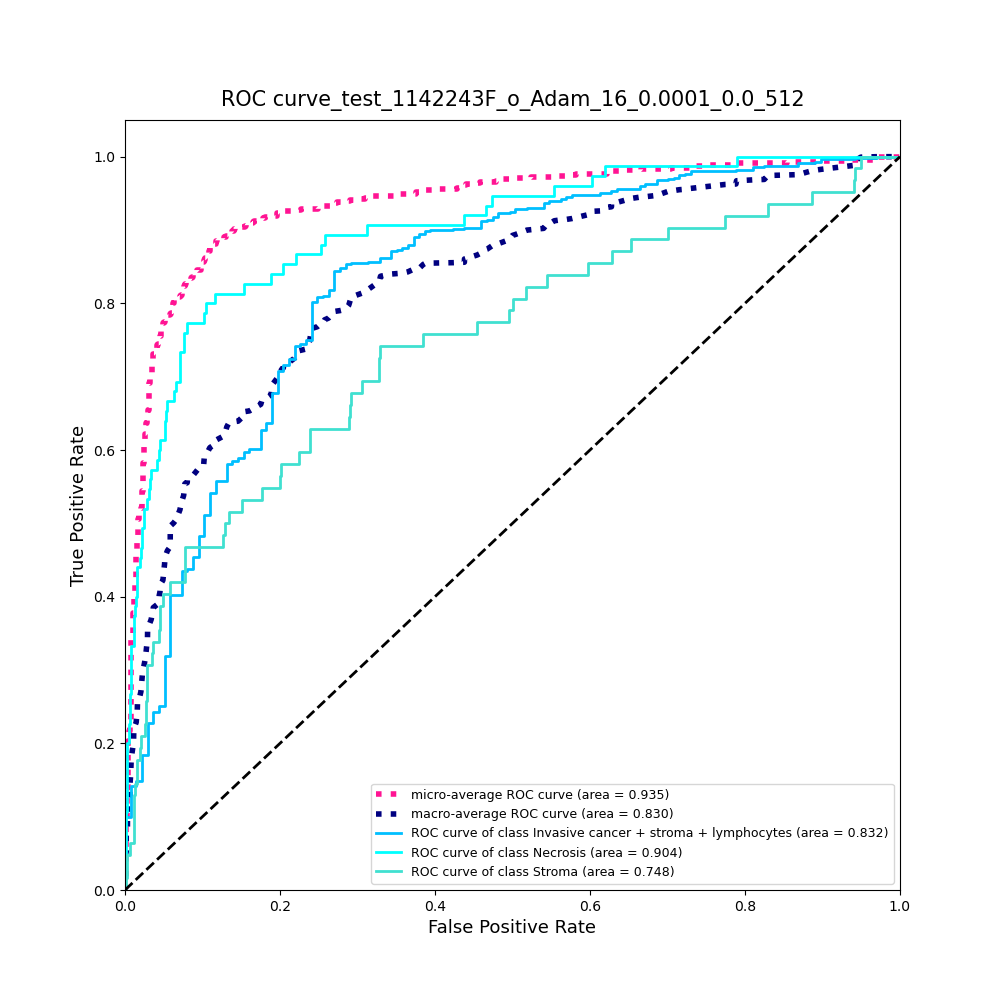 ROC curve_test_1142243F_o_Adam_16_0.0001_0.0_512
True Positive Rate
1.0
0.8
0.6
0.4
0.2
0.0
micro-average ROC curve (area = 0.935)
macro-average ROC curve (area = 0.830)
ROC curve of class Invasive cancer + stroma + lymphocytes (area = 0.832)
ROC curve of class Necrosis (area = 0.904)
ROC curve of class Stroma (area = 0.748)
0.0 0.2 0.4 0.6 0.8 1.0
False Positive Rate